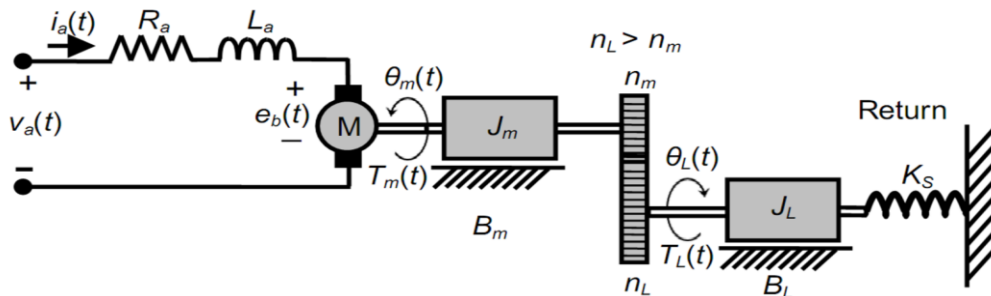 i_a(t)
R_a
L_a
n_L > n_m
+
+
v_a(t)
–
e_b(t)
–
M
θ_m(t)
T_m(t)
J_m
B_m
n_m
n_L
θ_L(t)
T_L(t)
J_L
B_L
Return
K_S